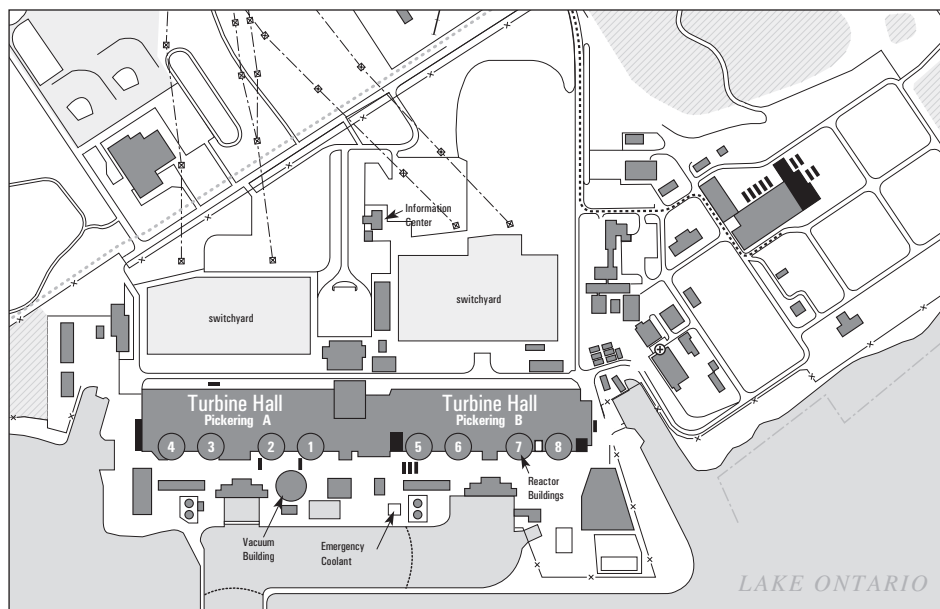 Information
Center
switchyard
switchyard
Turbine Hall
Pickering A
Turbine Hall
Pickering B
4 3 2 1 5 6 7 8
Reactor
Buildings
Vacuum
Building
Emergency
Coolant
LAKE ONTARIO